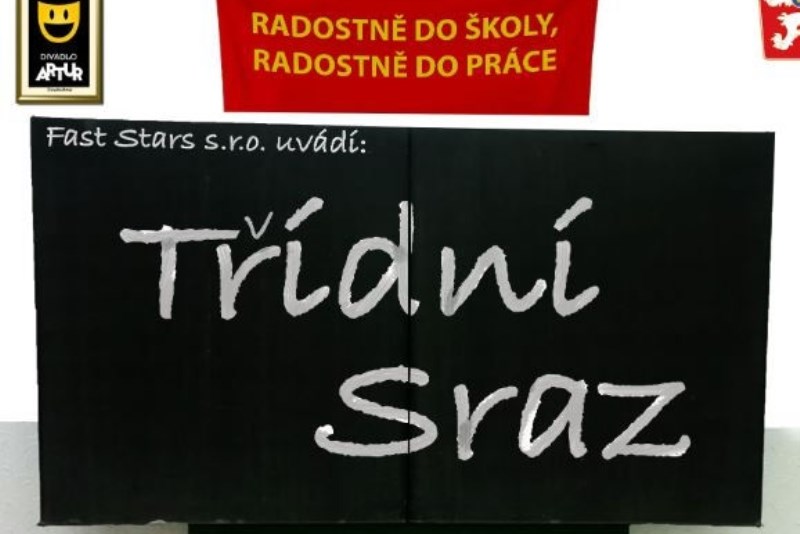 DIVADLO
ARTUR
RADOSTNĚ DO ŠKOLY,
RADOSTNĚ DO PRÁCE
Fast Stars s.r.o. uvádí:
Třídní
Sraz